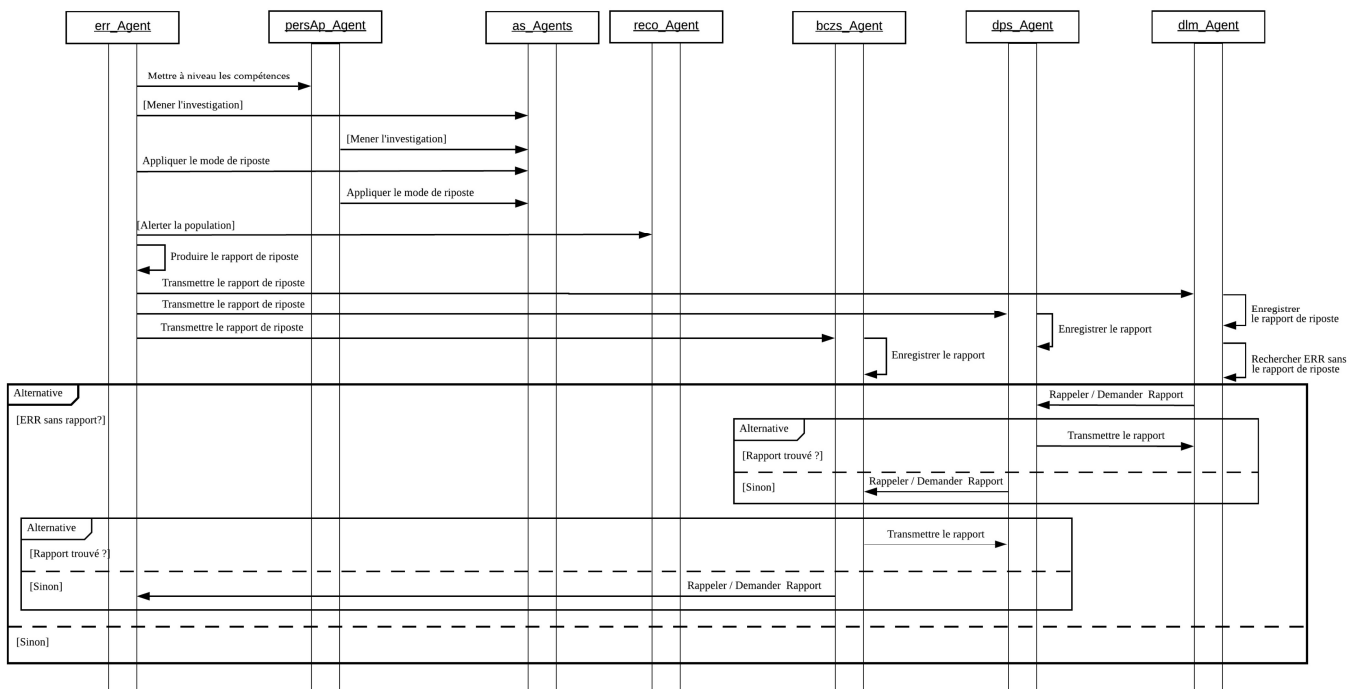 err_Agent
persAp_Agent
as_Agents
reco_Agent
bczs_Agent
dps_Agent
dlm_Agent
Mettre à niveau les compétences
[Mener l'investigation]
[Mener l'investigation]
Appliquer le mode de riposte
Appliquer le mode de riposte
[Alerter la population]
Produire le rapport de riposte
Transmettre le rapport de riposte
Transmettre le rapport de riposte
Enregistrer
le rapport de riposte
Transmettre le rapport de riposte
Enregistrer le rapport
Enregistrer le rapport
Rechercher ERR sans
le rapport de riposte
Alternative
Rappeler / Demander Rapport
[ERR sans rapport?]
Alternative
Transmettre le rapport
[Rapport trouvé ?]
[Sinon]
Rappeler / Demander Rapport
Alternative
Transmettre le rapport
[Rapport trouvé ?]
[Sinon]
Rappeler / Demander Rapport
[Sinon]